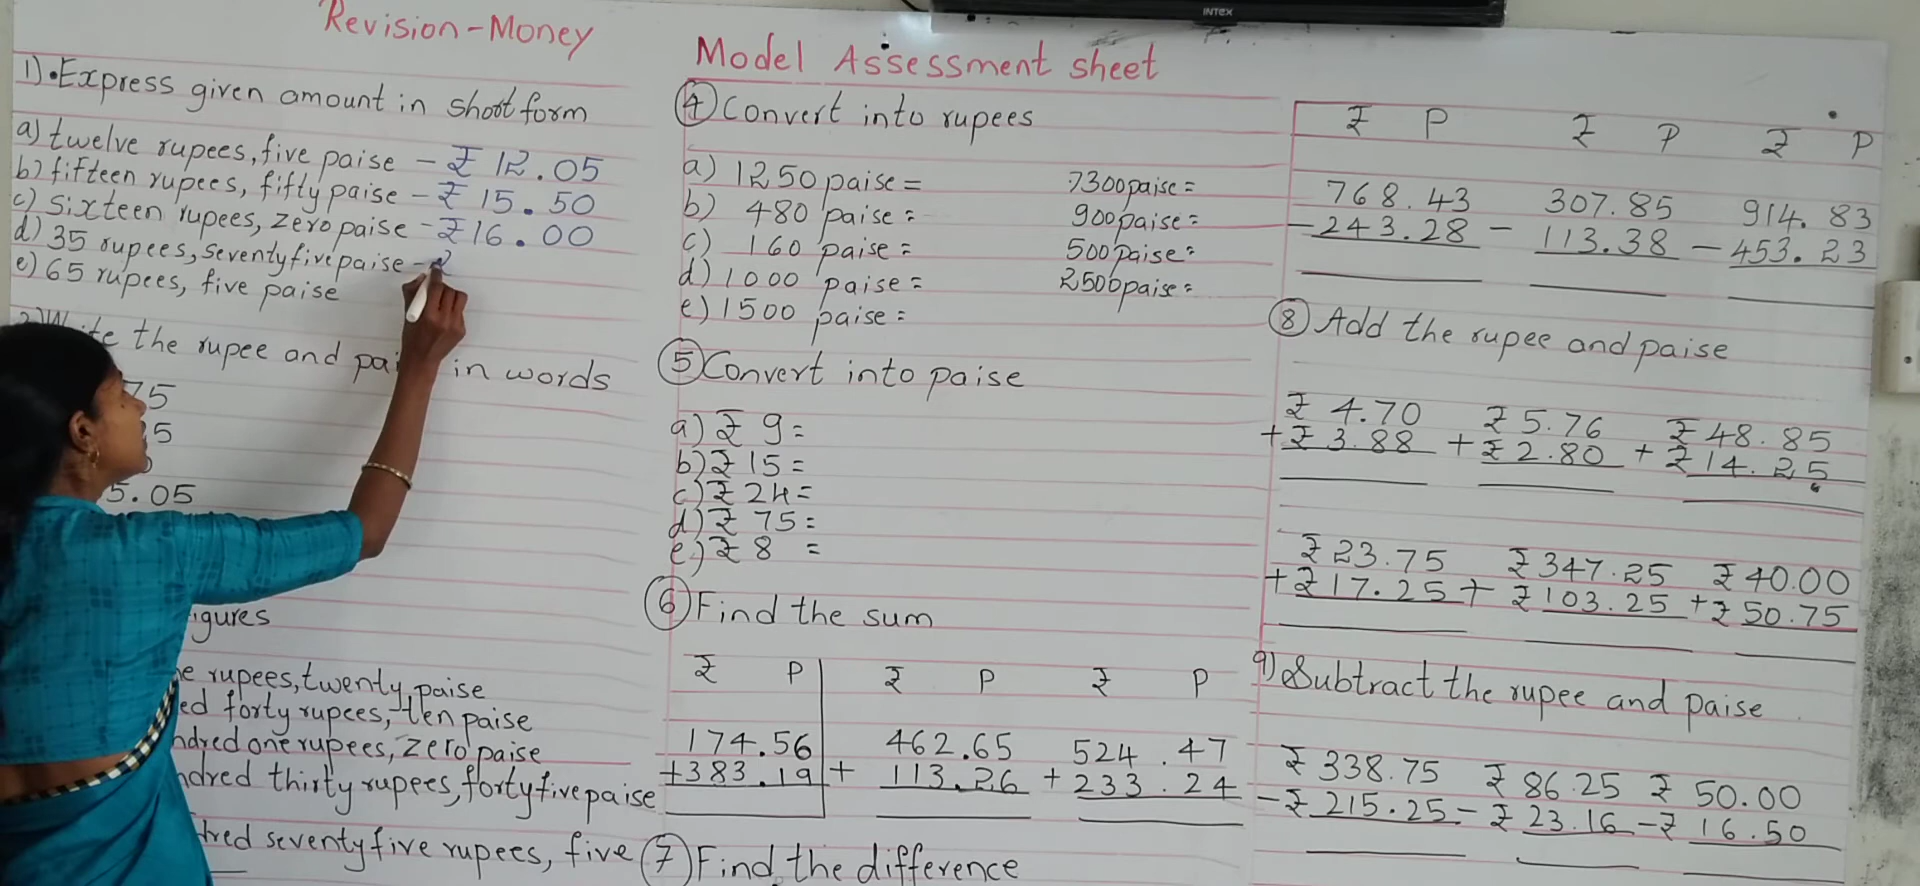 INTEX
Revision-Money
1) Express given amount in short form
a) twelve rupees, five paise - ₹ 12.05
b) fifteen rupees, fifty paise - ₹ 15.50
c) Sixteen rupees, zero paise - ₹16.00
d) 35 rupees, seventyfive paise -
e) 65 rupees, five paise
the rupee and in words
5.05
igures
rupees, twenty paise
forty rupees, ten paise
one rupees, zero paise
thirty rupees, fortyfive paise
seventyfive rupees, five
Model Assessment sheet
4 Convert into rupees
a) 1250 paise = 7300 paise =
b) 480 paise = 900 paise =
c) 160 paise = 500 paise =
d) 1000 paise = 2500 paise =
e) 1500 paise =
5 Convert into paise
a) ₹ 9 =
b) ₹ 15 =
c) ₹ 24 =
d) ₹ 75 =
e) ₹ 8 =
6 Find the sum
₹ P ₹ P ₹ P
174.56 462.65 524.47
+383.19 + 113.26 + 233.24
7 Find the difference
₹ P ₹ P ₹ P
768.43 307.85 914.83
-243.28 - 113.38 - 453.23
8 Add the rupee and paise
₹ 4.70 ₹ 5.76 ₹ 48.85
+ ₹ 3.88 + ₹ 2.80 + ₹ 14.25
₹ 23.75 ₹ 347.25 ₹ 40.00
+ ₹ 17.25 + ₹ 103.25 + ₹ 50.75
9) Subtract the rupee and paise
₹ 338.75 ₹ 86.25 ₹ 50.00
- ₹ 215.25 - ₹ 23.16 - ₹ 16.50